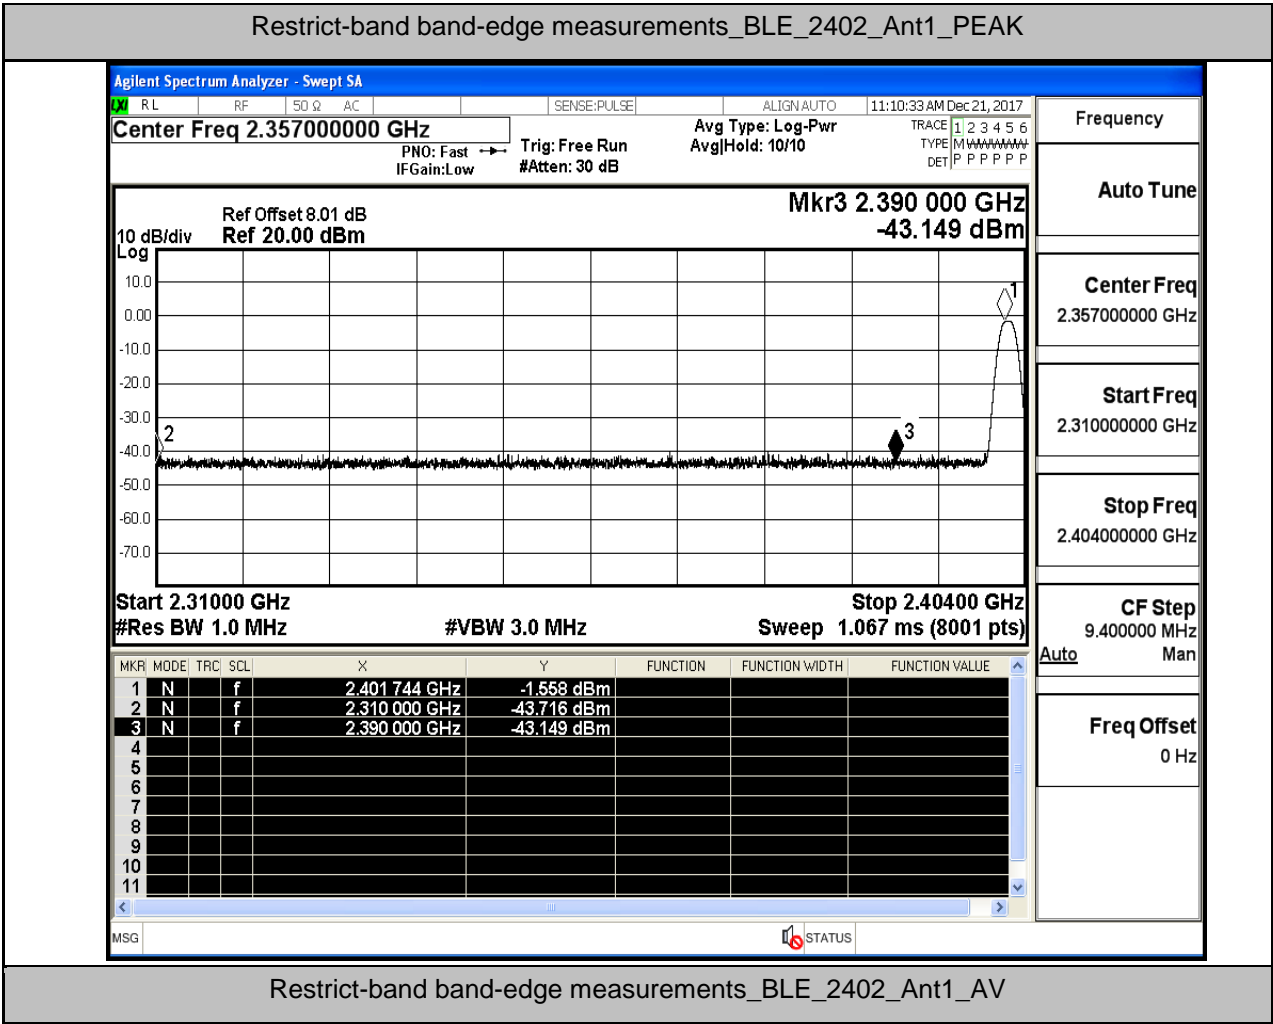 Restrict-band band-edge measurements_BLE_2402_Ant1_PEAK
Agilent Spectrum Analyzer - Swept SA
LXI RL RF 50 Ω AC SENSE:PULSE ALIGN AUTO 11:10:33 AM Dec 21, 2017
Center Freq 2.357000000 GHz
PNO: Fast
IFGain:Low
Trig: Free Run
#Atten: 30 dB
Avg Type: Log-Pwr
Avg|Hold: 10/10
TRACE 1 2 3 4 5 6
TYPE M
DET P P P P P P
Mkr3 2.390 000 GHz
-43.149 dBm
Ref Offset 8.01 dB
10 dB/div Ref 20.00 dBm
Log
10.0
0.00
-10.0
-20.0
-30.0
-40.0
-50.0
-60.0
-70.0
1
2
3
Start 2.31000 GHz Stop 2.40400 GHz
#Res BW 1.0 MHz #VBW 3.0 MHz Sweep 1.067 ms (8001 pts)
MKR MODE TRC SCL X Y FUNCTION FUNCTION WIDTH FUNCTION VALUE
1 N f 2.401 744 GHz -1.558 dBm
2 N f 2.310 000 GHz -43.716 dBm
3 N f 2.390 000 GHz -43.149 dBm
4
5
6
7
8
9
10
11
MSG STATUS
Frequency
Auto Tune
Center Freq
2.357000000 GHz
Start Freq
2.310000000 GHz
Stop Freq
2.404000000 GHz
CF Step
9.400000 MHz
Auto Man
Freq Offset
0 Hz
Restrict-band band-edge measurements_BLE_2402_Ant1_AV